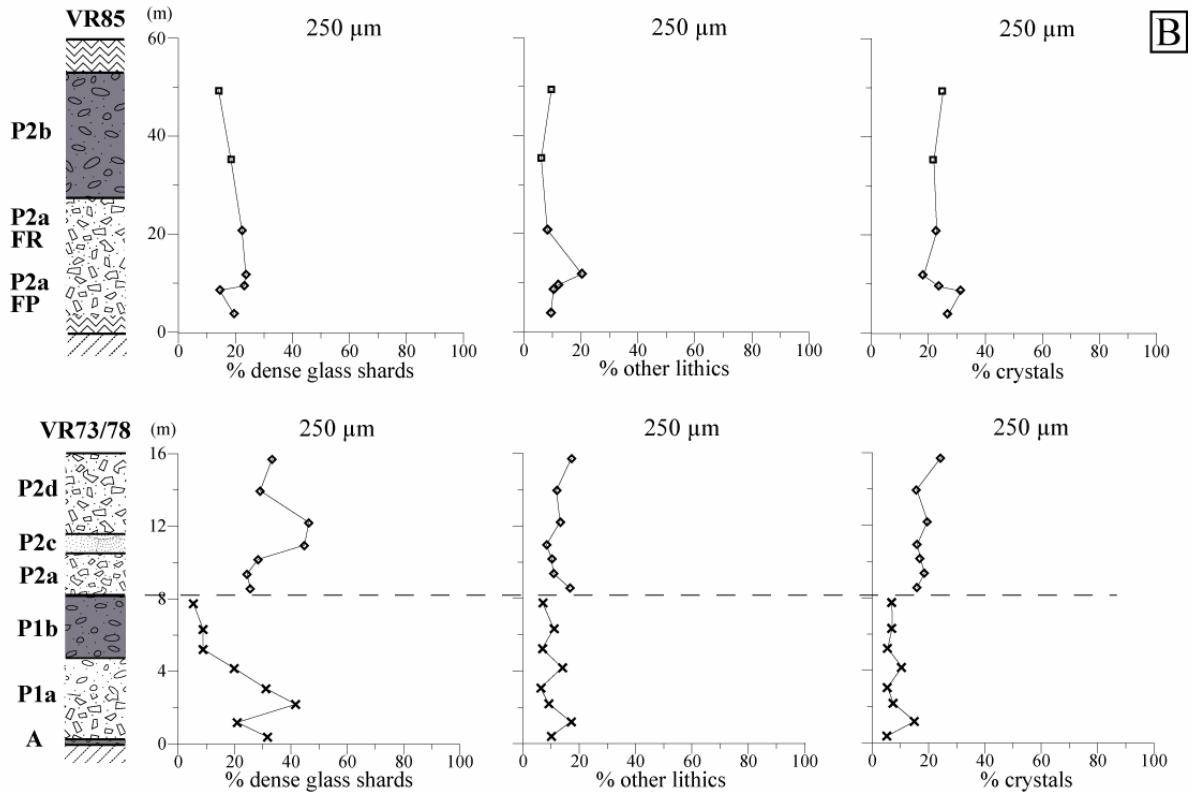 VR85 (m) 250 µm 250 µm 250 µm B
60
P2b
40
P2a
FR
20
P2a
FP
0
0 20 40 60 80 100 0 20 40 60 80 100 0 20 40 60 80 100
% dense glass shards % other lithics % crystals
VR73/78 (m) 250 µm 250 µm 250 µm
16
P2d
12
P2c
P2a
8
P1b
4
P1a
A
0
0 20 40 60 80 100 0 20 40 60 80 100 0 20 40 60 80 100
% dense glass shards % other lithics % crystals